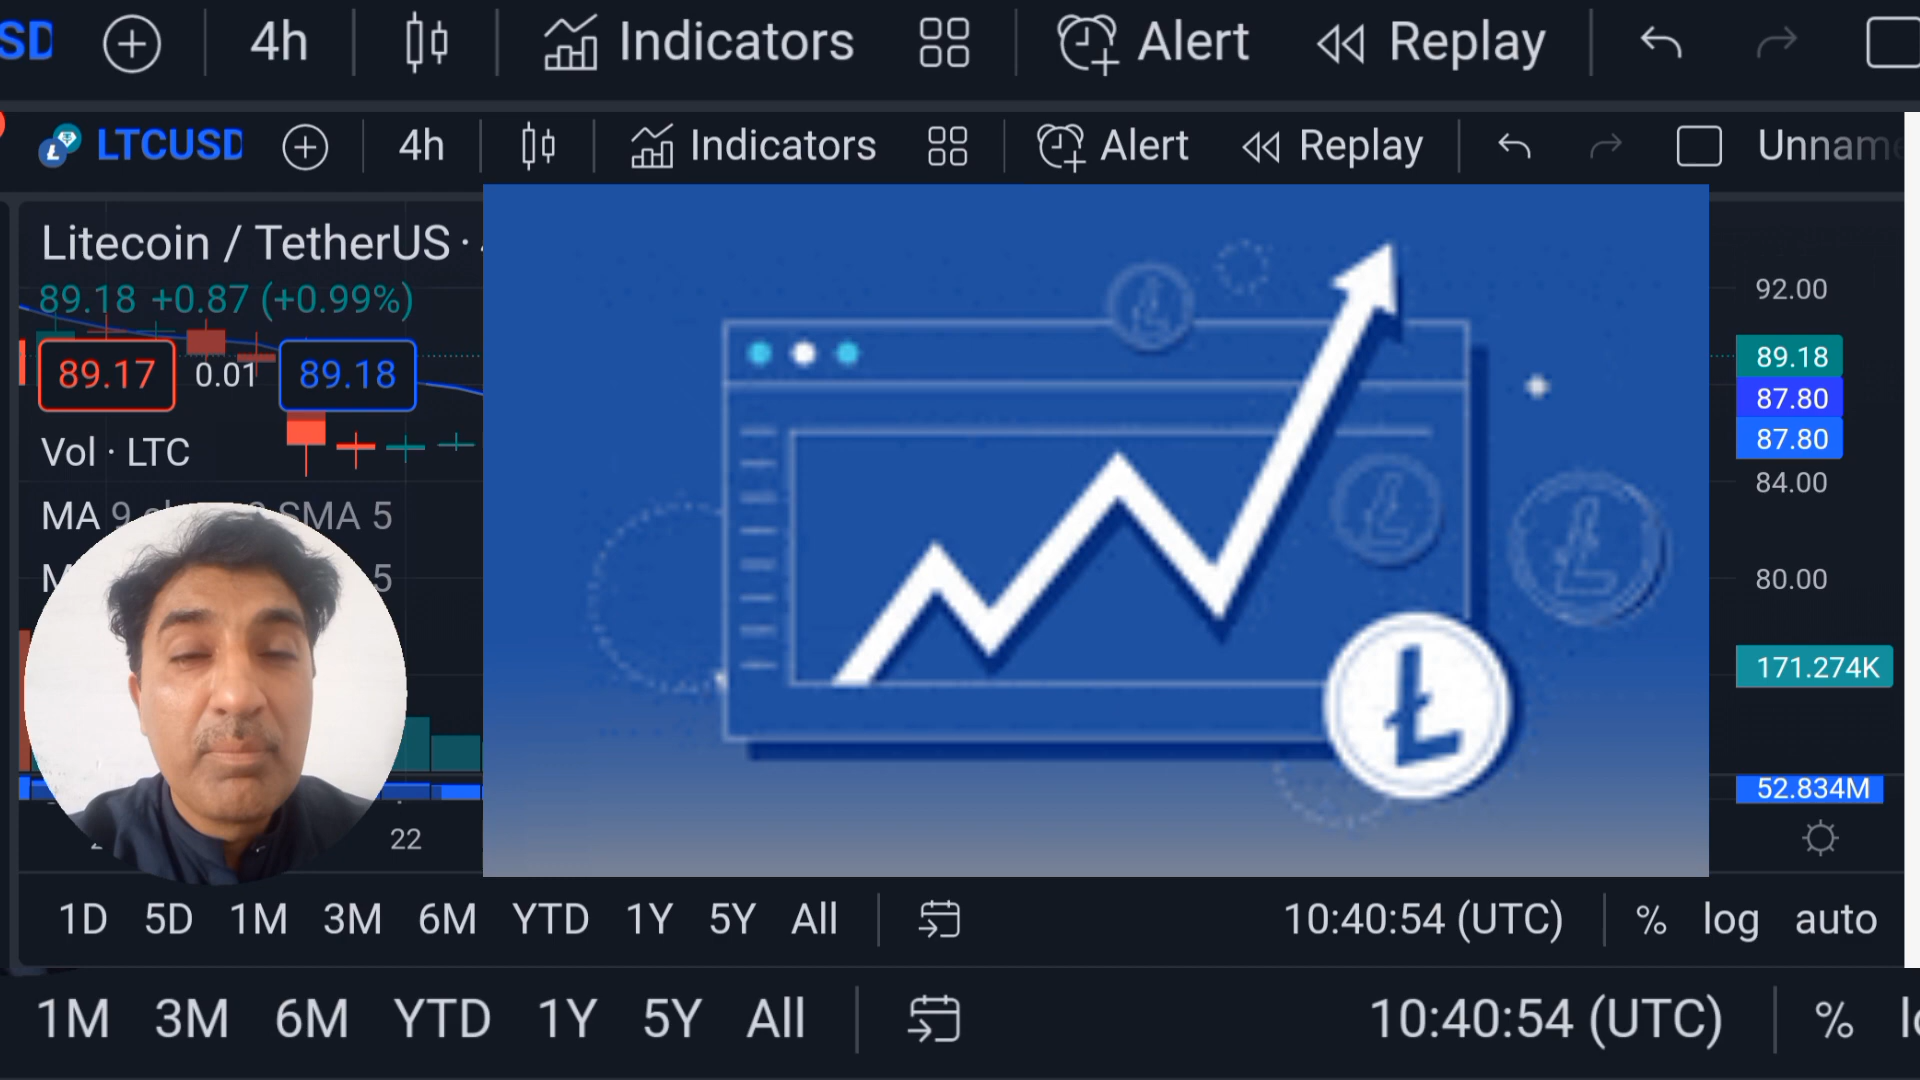 SD 4h Indicators Alert Replay
LTCUSD 4h Indicators Alert Replay Unname
Litecoin / TetherUS ·
89.18 +0.87 (+0.99%)
89.17 0.01 89.18
Vol · LTC
MA 9 SMA 5
5
92.00
89.18
87.80
87.80
84.00
80.00
171.274K
52.834M
22
1D 5D 1M 3M 6M YTD 1Y 5Y All 10:40:54 (UTC) % log auto
1M 3M 6M YTD 1Y 5Y All 10:40:54 (UTC) %